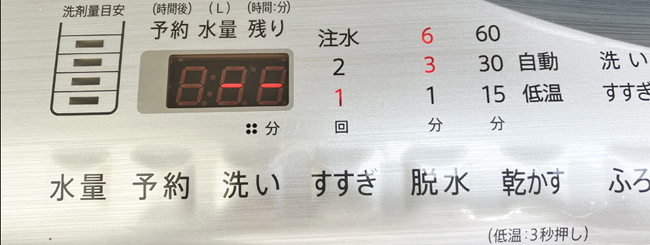 洗剤量目安
(時間後) (L) (時間:分)
予約 水量 残り
注水 6 60
2 3 30 自動 洗い
1 1 15 低温 すすぎ
分 回 分 分
水量 予約 洗い すすぎ 脱水 乾かす ふろ
(低温:3秒押し)